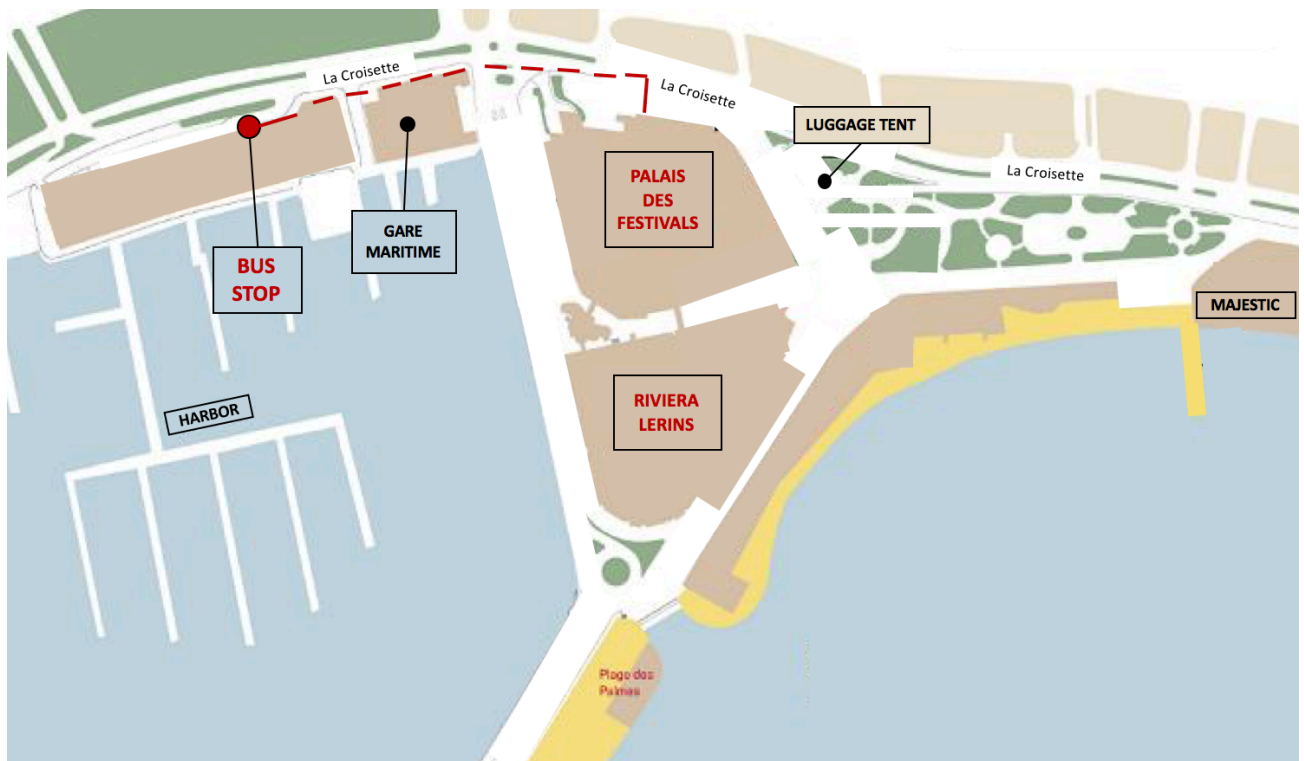 La Croisette
La Croisette
LUGGAGE TENT
La Croisette
PALAIS
DES
FESTIVALS
GARE
MARITIME
BUS
STOP
MAJESTIC
RIVIERA
LERINS
HARBOR
Plage des
Palmes